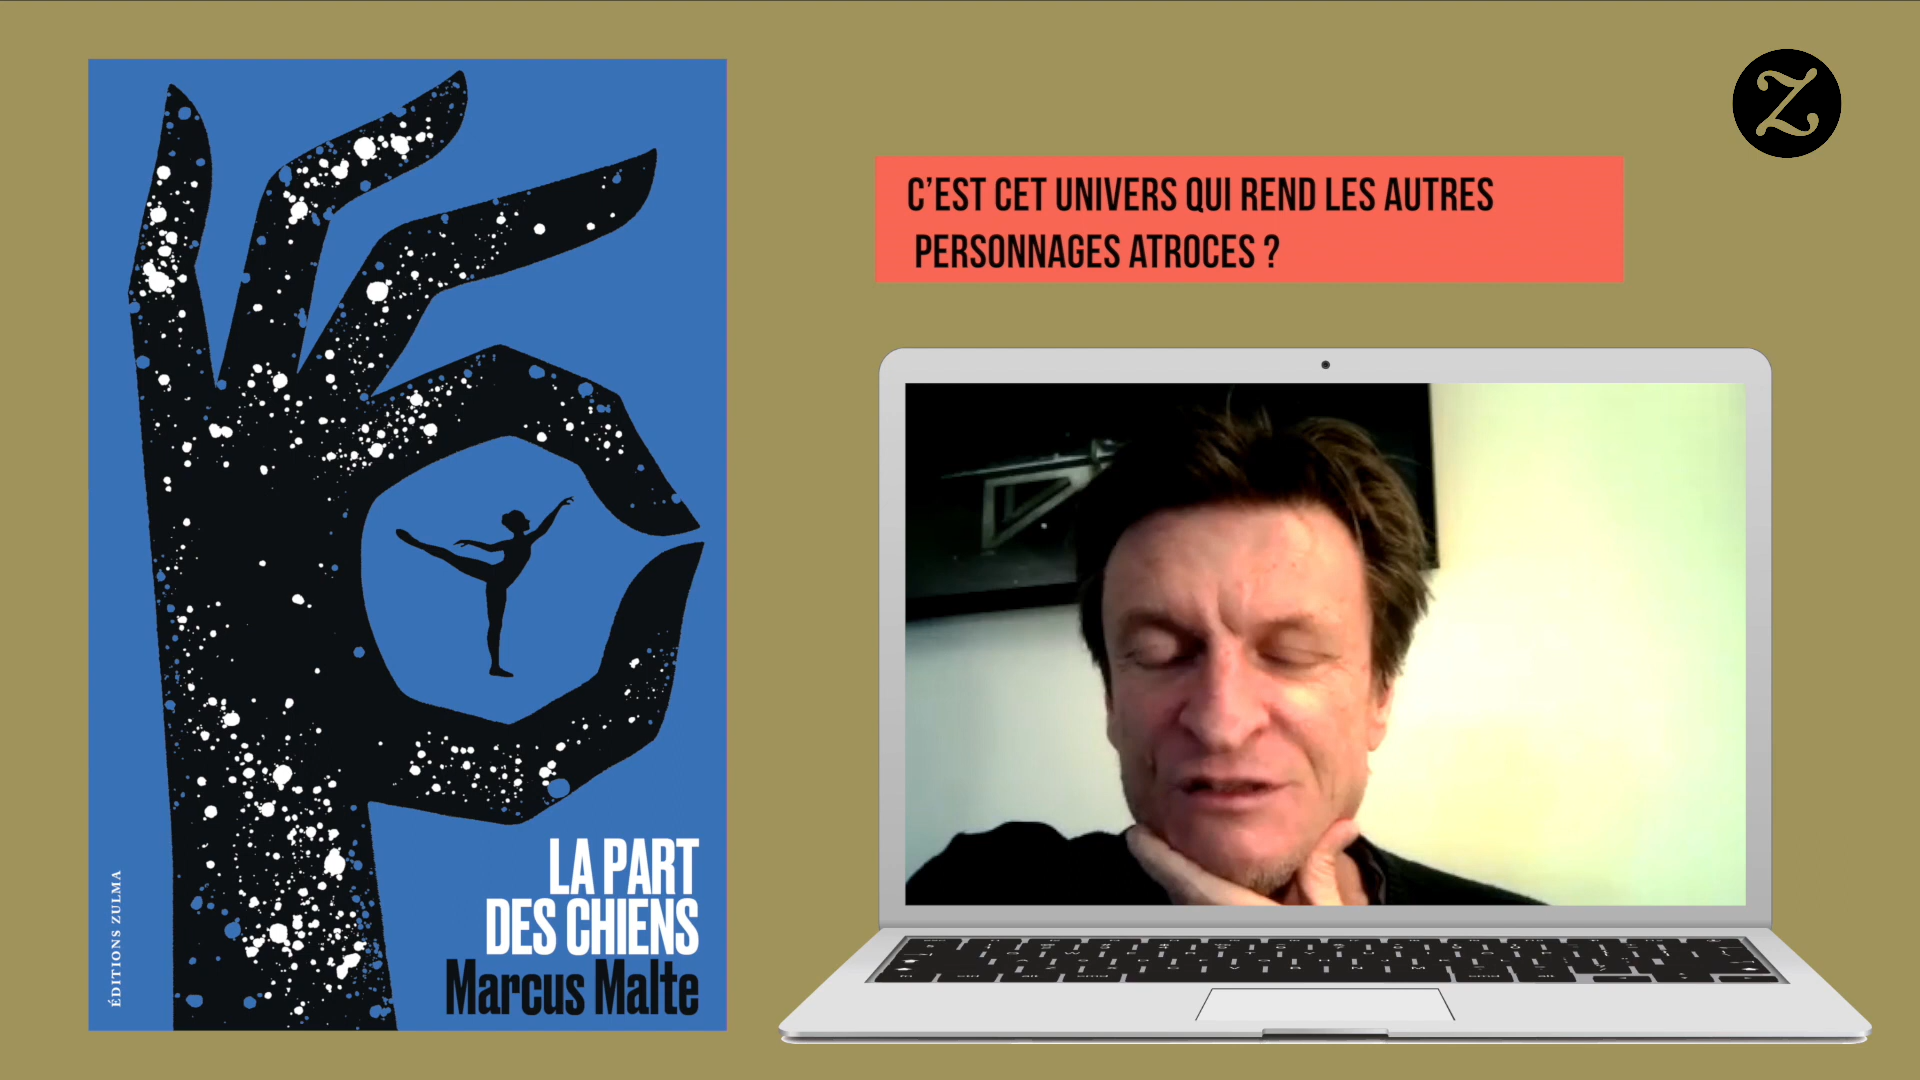 ÉDITIONS ZULMA
LA PART
DES CHIENS
Marcus Malte
Z
C'EST CET UNIVERS QUI REND LES AUTRES
PERSONNAGES ATROCES ?